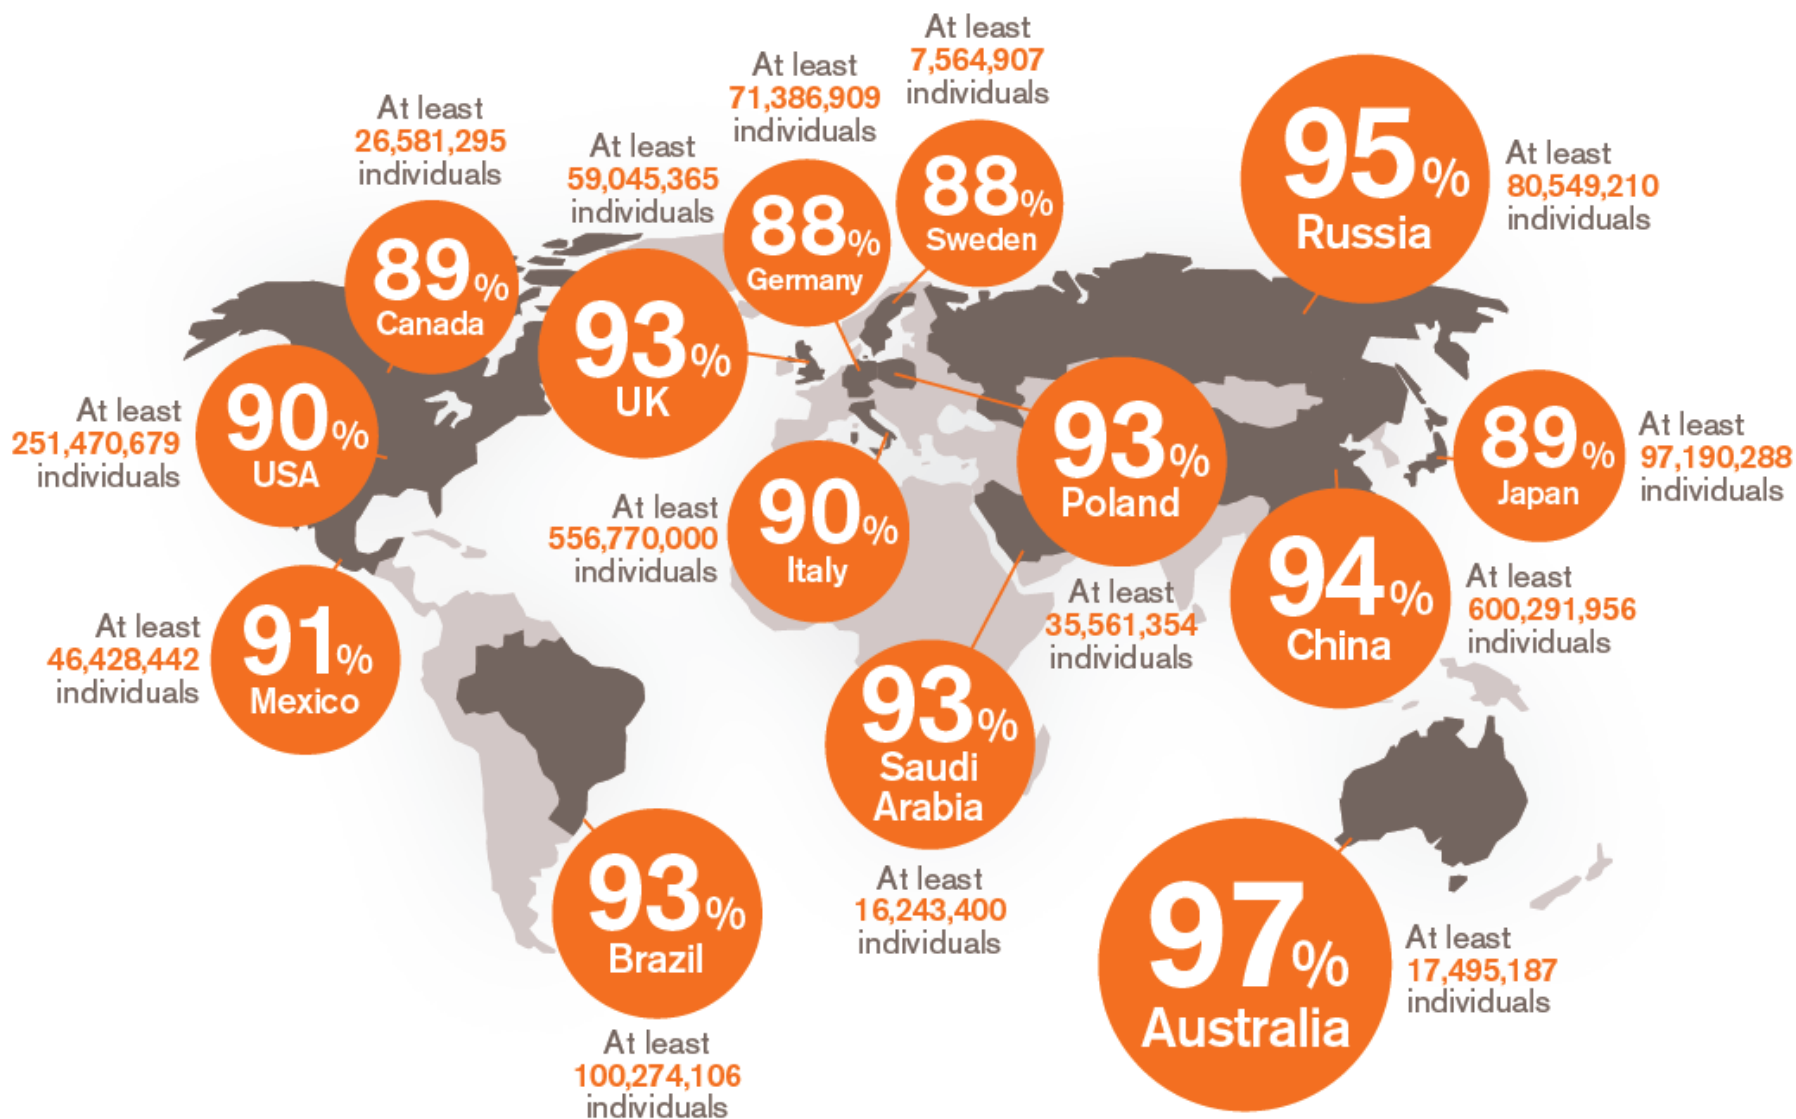 At least
7,564,907
individuals
88%
Sweden
At least
71,386,909
individuals
88%
Germany
At least
26,581,295
individuals
89%
Canada
At least
59,045,365
individuals
93%
UK
95%
Russia
At least
80,549,210
individuals
At least
251,470,679
individuals
90%
USA
At least
556,770,000
individuals
90%
Italy
93%
Poland
At least
35,561,354
individuals
89%
Japan
At least
97,190,288
individuals
94%
China
At least
600,291,956
individuals
At least
46,428,442
individuals
91%
Mexico
93%
Saudi
Arabia
At least
16,243,400
individuals
93%
Brazil
At least
100,274,106
individuals
97%
Australia
At least
17,495,187
individuals